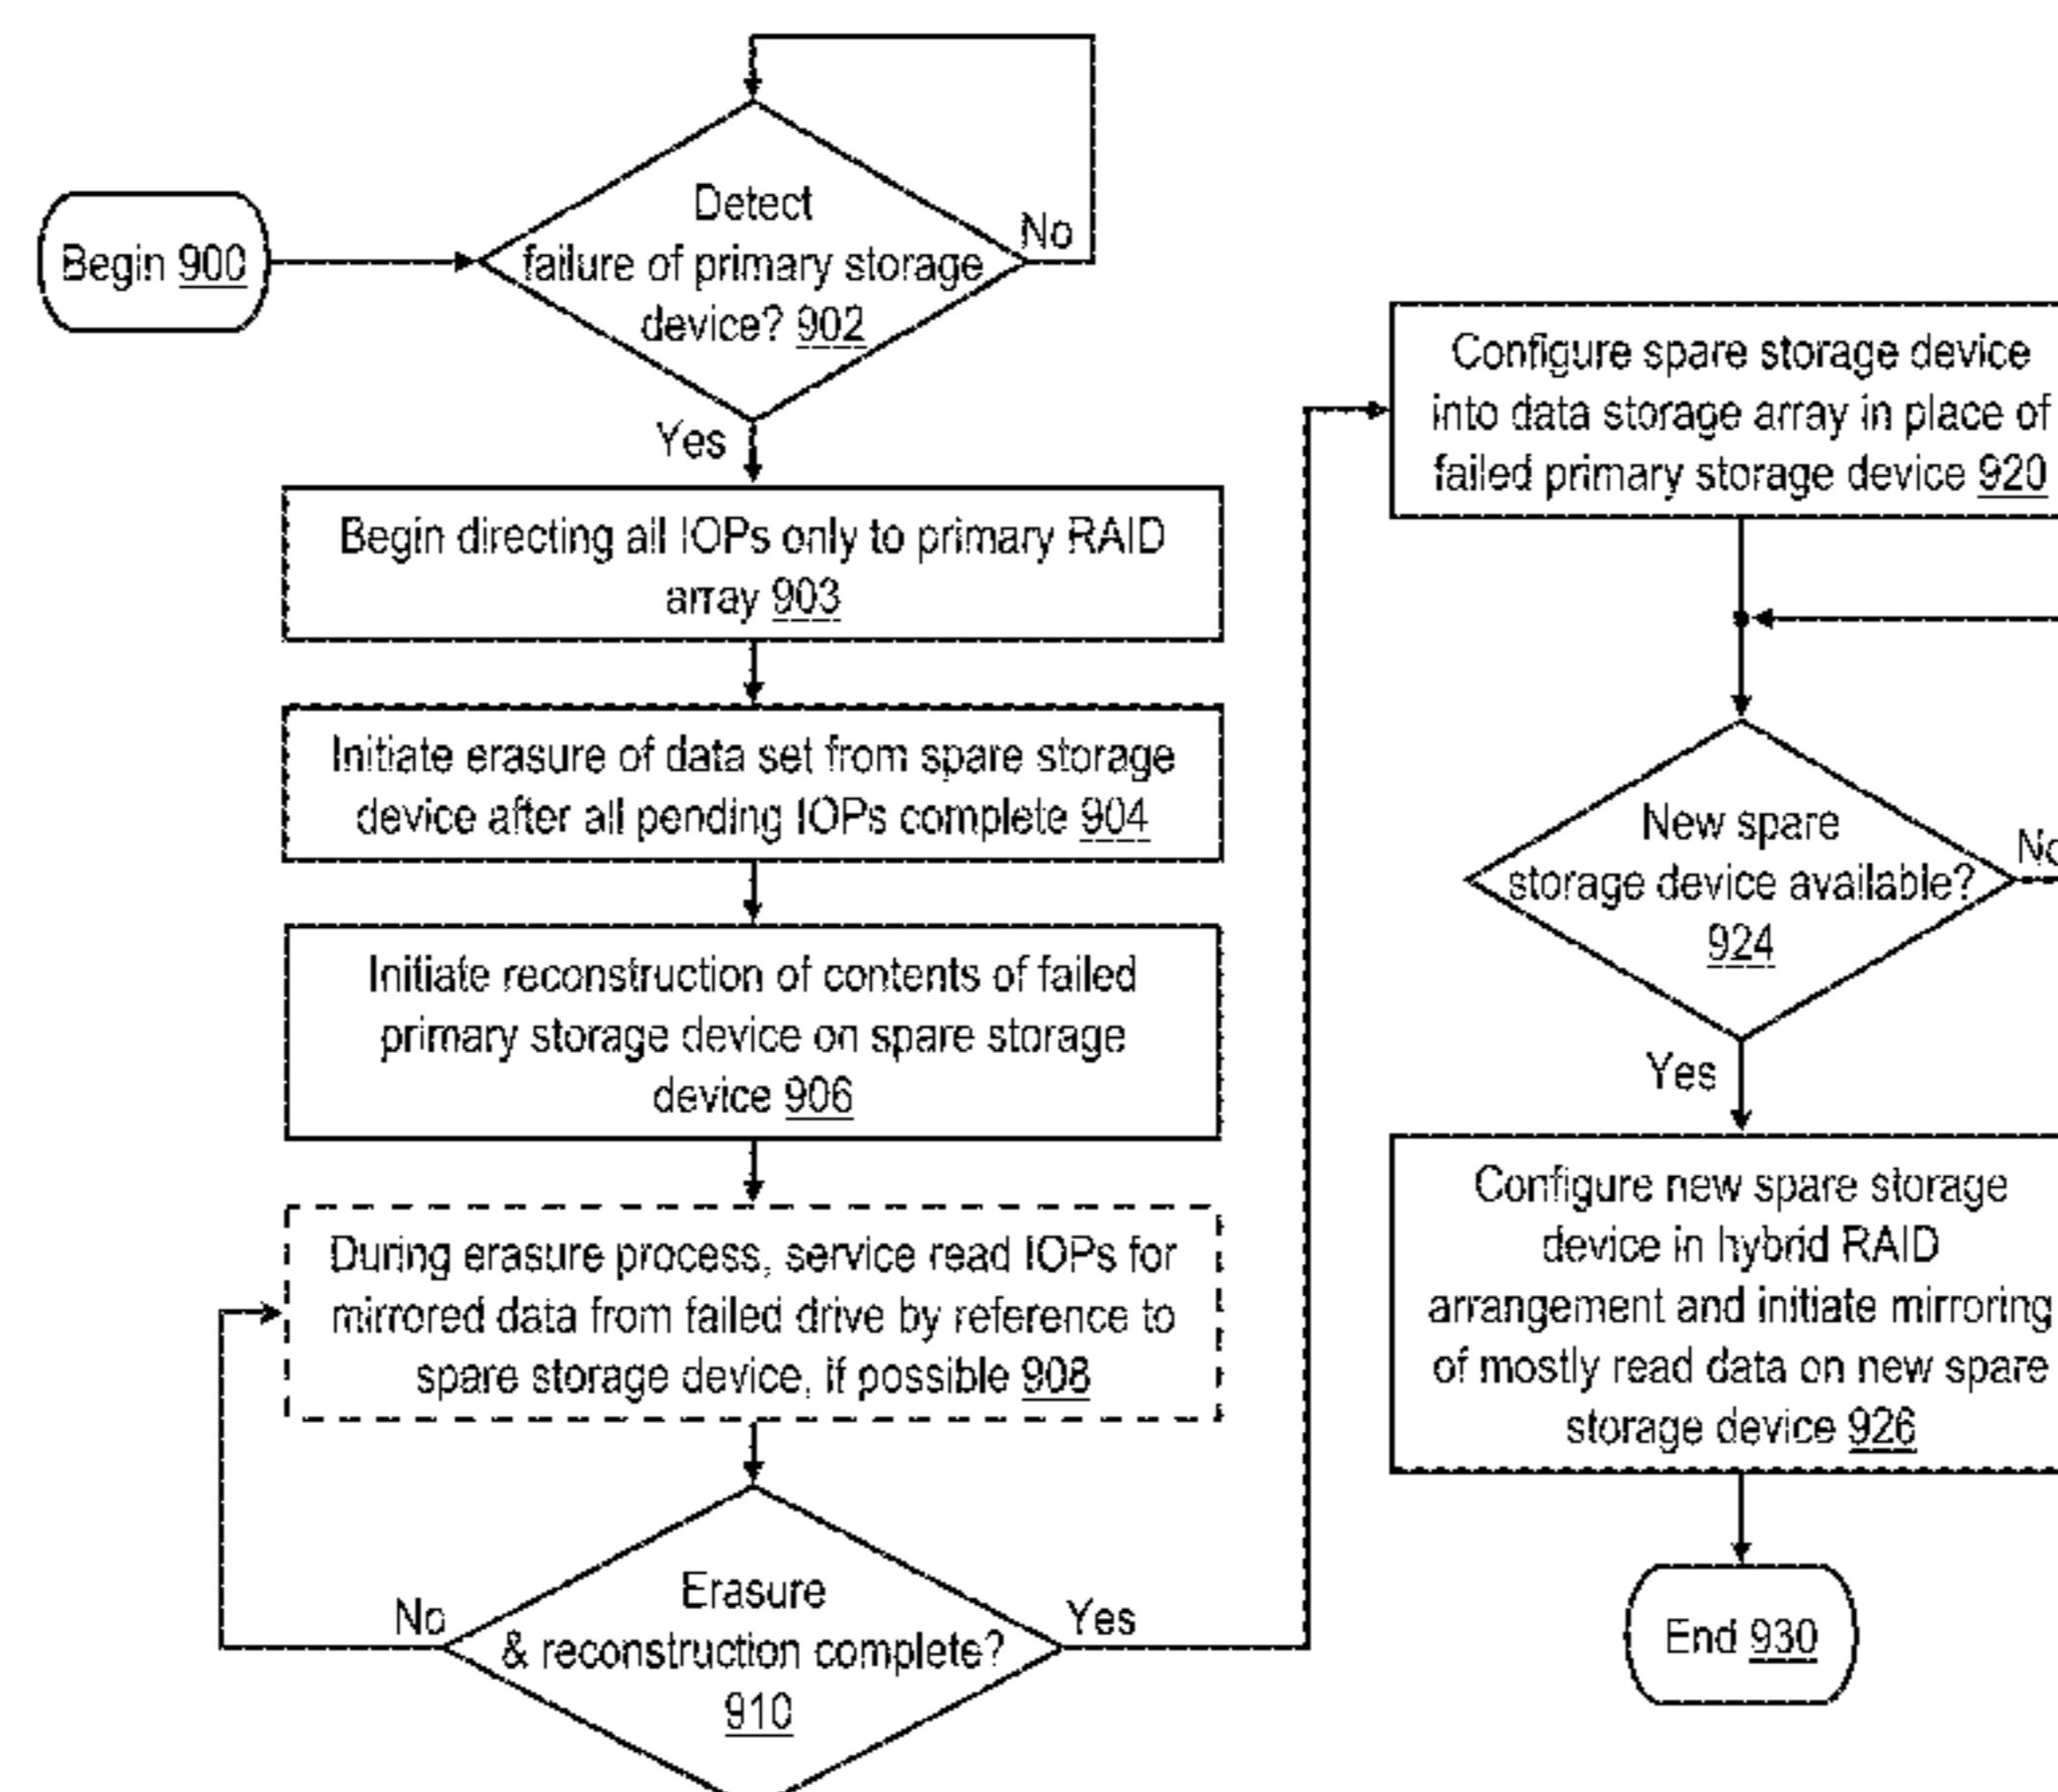 Begin 900
Detect
failure of primary storage
device? 902
No
Yes
Begin directing all IOPs only to primary RAID
array 903
Initiate erasure of data set from spare storage
device after all pending IOPs complete 904
Initiate reconstruction of contents of failed
primary storage device on spare storage
device 906
During erasure process, service read IOPs for
mirrored data from failed drive by reference to
spare storage device, if possible 908
No
Erasure
& reconstruction complete?
910
Yes
Configure spare storage device
into data storage array in place of
failed primary storage device 920
New spare
storage device available?
924
No
Yes
Configure new spare storage
device in hybrid RAID
arrangement and initiate mirroring
of mostly read data on new spare
storage device 926
End 930